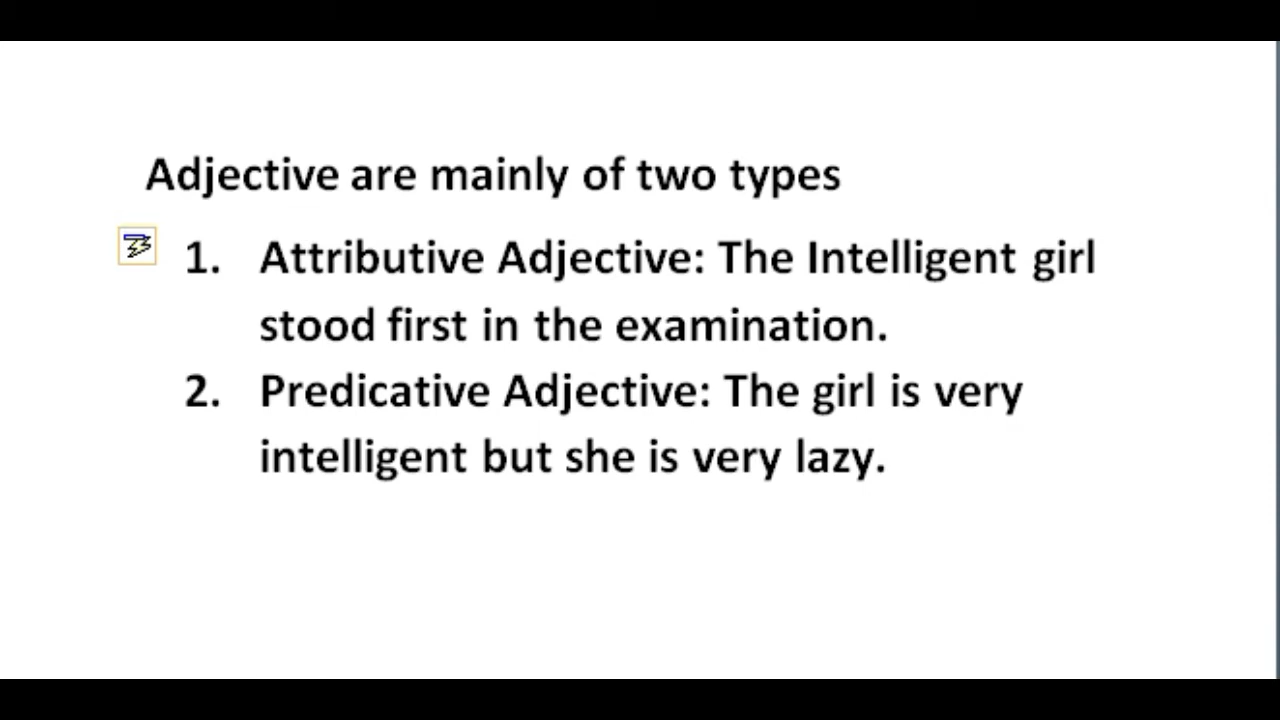 Adjective are mainly of two types
1. Attributive Adjective: The Intelligent girl
stood first in the examination.
2. Predicative Adjective: The girl is very
intelligent but she is very lazy.